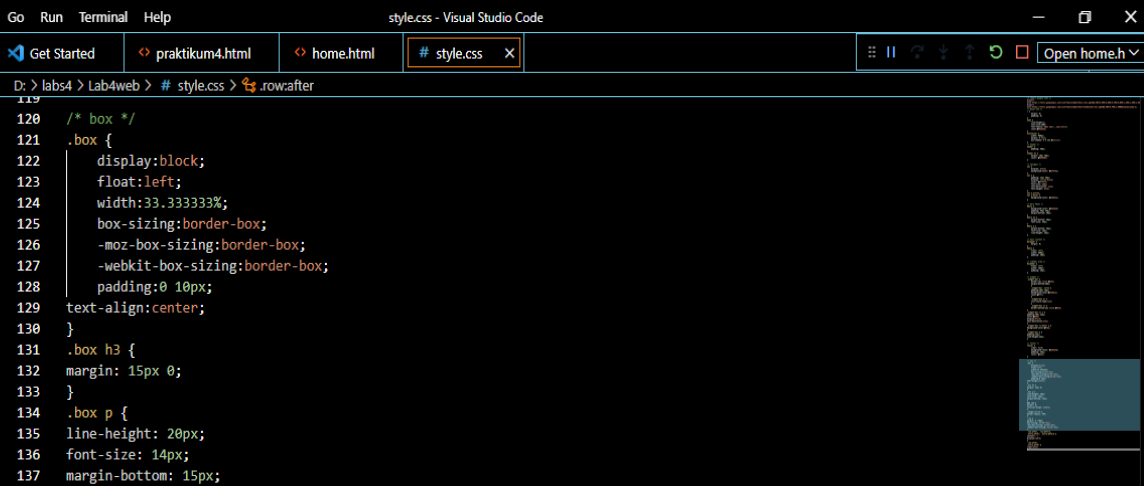 Go Run Terminal Help style.css - Visual Studio Code
Get Started praktikum4.html home.html # style.css Open home.h
D: > labs4 > Lab4web > # style.css > .row:after
119
120 /* box */
121 .box {
122 display:block;
123 float:left;
124 width:33.333333%;
125 box-sizing:border-box;
126 -moz-box-sizing:border-box;
127 -webkit-box-sizing:border-box;
128 padding:0 10px;
129 text-align:center;
130 }
131 .box h3 {
132 margin: 15px 0;
133 }
134 .box p {
135 line-height: 20px;
136 font-size: 14px;
137 margin-bottom: 15px;